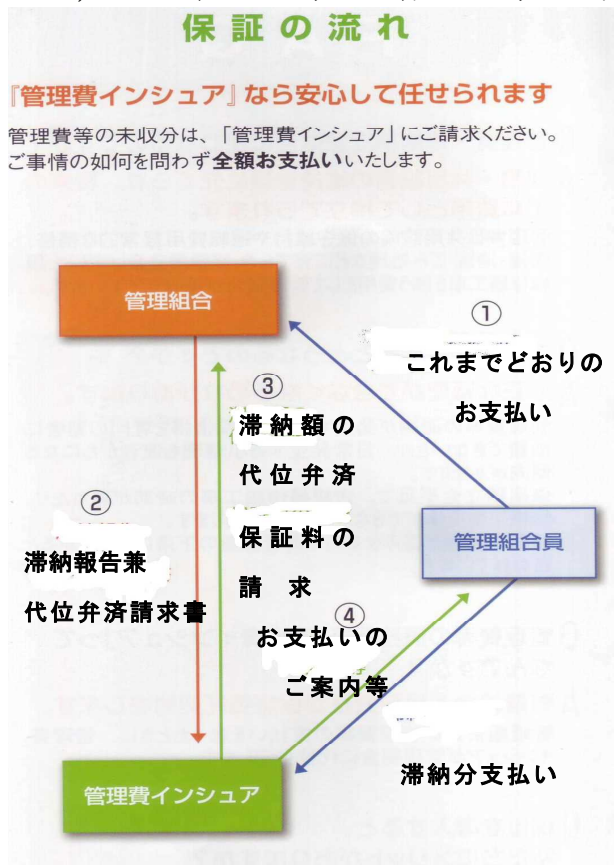 保証の流れ
『管理費インシュア』なら安心して任せられます
管理費等の未収分は、「管理費インシュア」にご請求ください。
ご事情の如何を問わず全額お支払いいたします。
管理組合
①
これまでどおりの
お支払い
③
滞納額の
代位弁済
保証料の
請求
②
滞納報告兼
代位弁済請求書
管理組合員
④
お支払いの
ご案内等
滞納分支払い
管理費インシュア